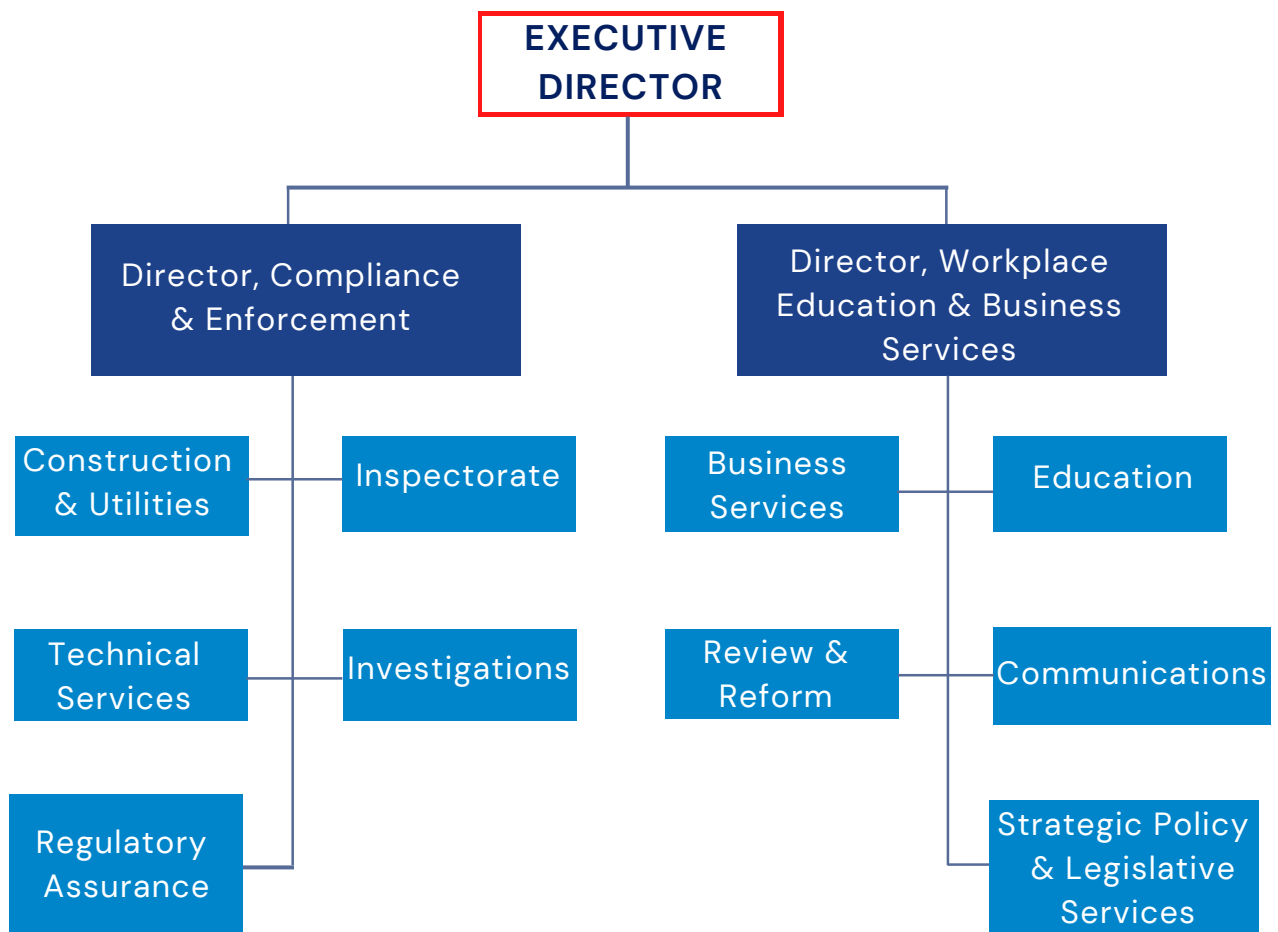 EXECUTIVE
DIRECTOR
Director, Compliance
& Enforcement
Director, Workplace
Education & Business
Services
Construction
& Utilities
Inspectorate
Business
Services
Education
Technical
Services
Investigations
Review &
Reform
Communications
Regulatory
Assurance
Strategic Policy
& Legislative
Services